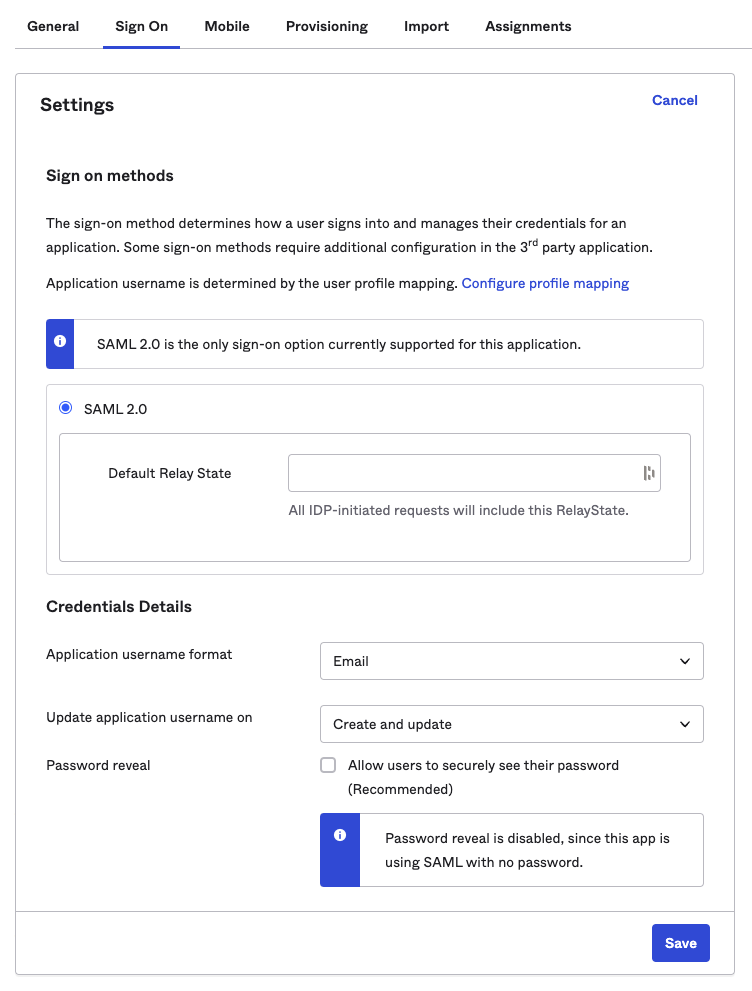 General Sign On Mobile Provisioning Import Assignments
Settings
Cancel
Sign on methods
The sign-on method determines how a user signs into and manages their credentials for an
application. Some sign-on methods require additional configuration in the 3rd party application.
Application username is determined by the user profile mapping. Configure profile mapping
SAML 2.0 is the only sign-on option currently supported for this application.
SAML 2.0
Default Relay State
All IDP-initiated requests will include this RelayState.
Credentials Details
Application username format
Email
Update application username on
Create and update
Password reveal
Allow users to securely see their password
(Recommended)
Password reveal is disabled, since this app is
using SAML with no password.
Save